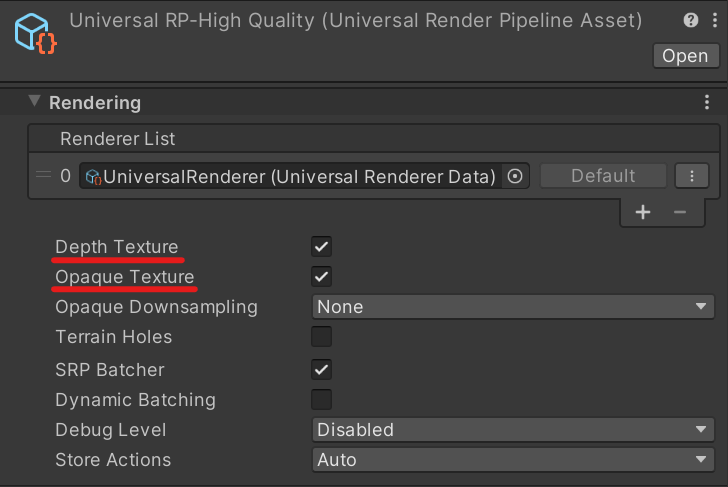 Universal RP-High Quality (Universal Render Pipeline Asset)
Open
Rendering
Renderer List
0 UniversalRenderer (Universal Renderer Data) Default
Depth Texture
Opaque Texture
Opaque Downsampling None
Terrain Holes
SRP Batcher
Dynamic Batching
Debug Level Disabled
Store Actions Auto